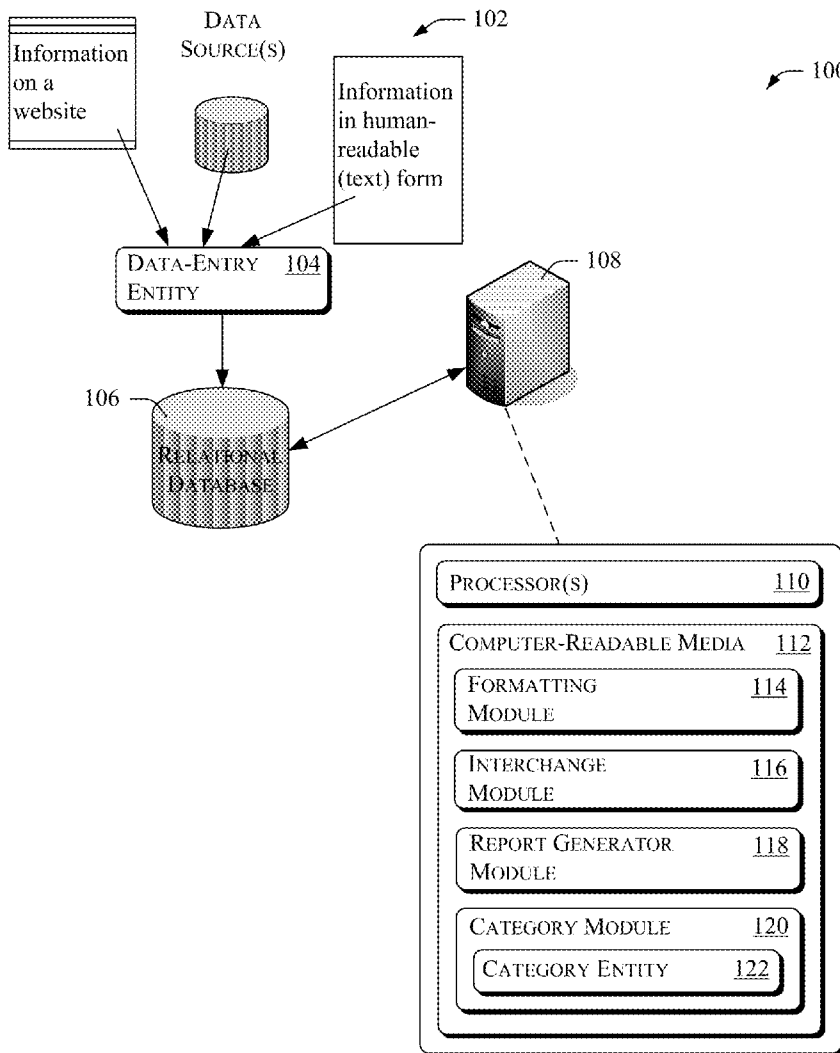 DATA
SOURCE(S)
102
Information
on a
website
100
Information
in human-
readable
(text) form
DATA-ENTRY 104
ENTITY
108
106
RELATIONAL
DATABASE
PROCESSOR(S) 110
COMPUTER-READABLE MEDIA 112
FORMATTING 114
MODULE
INTERCHANGE 116
MODULE
REPORT GENERATOR 118
MODULE
CATEGORY MODULE 120
CATEGORY ENTITY 122